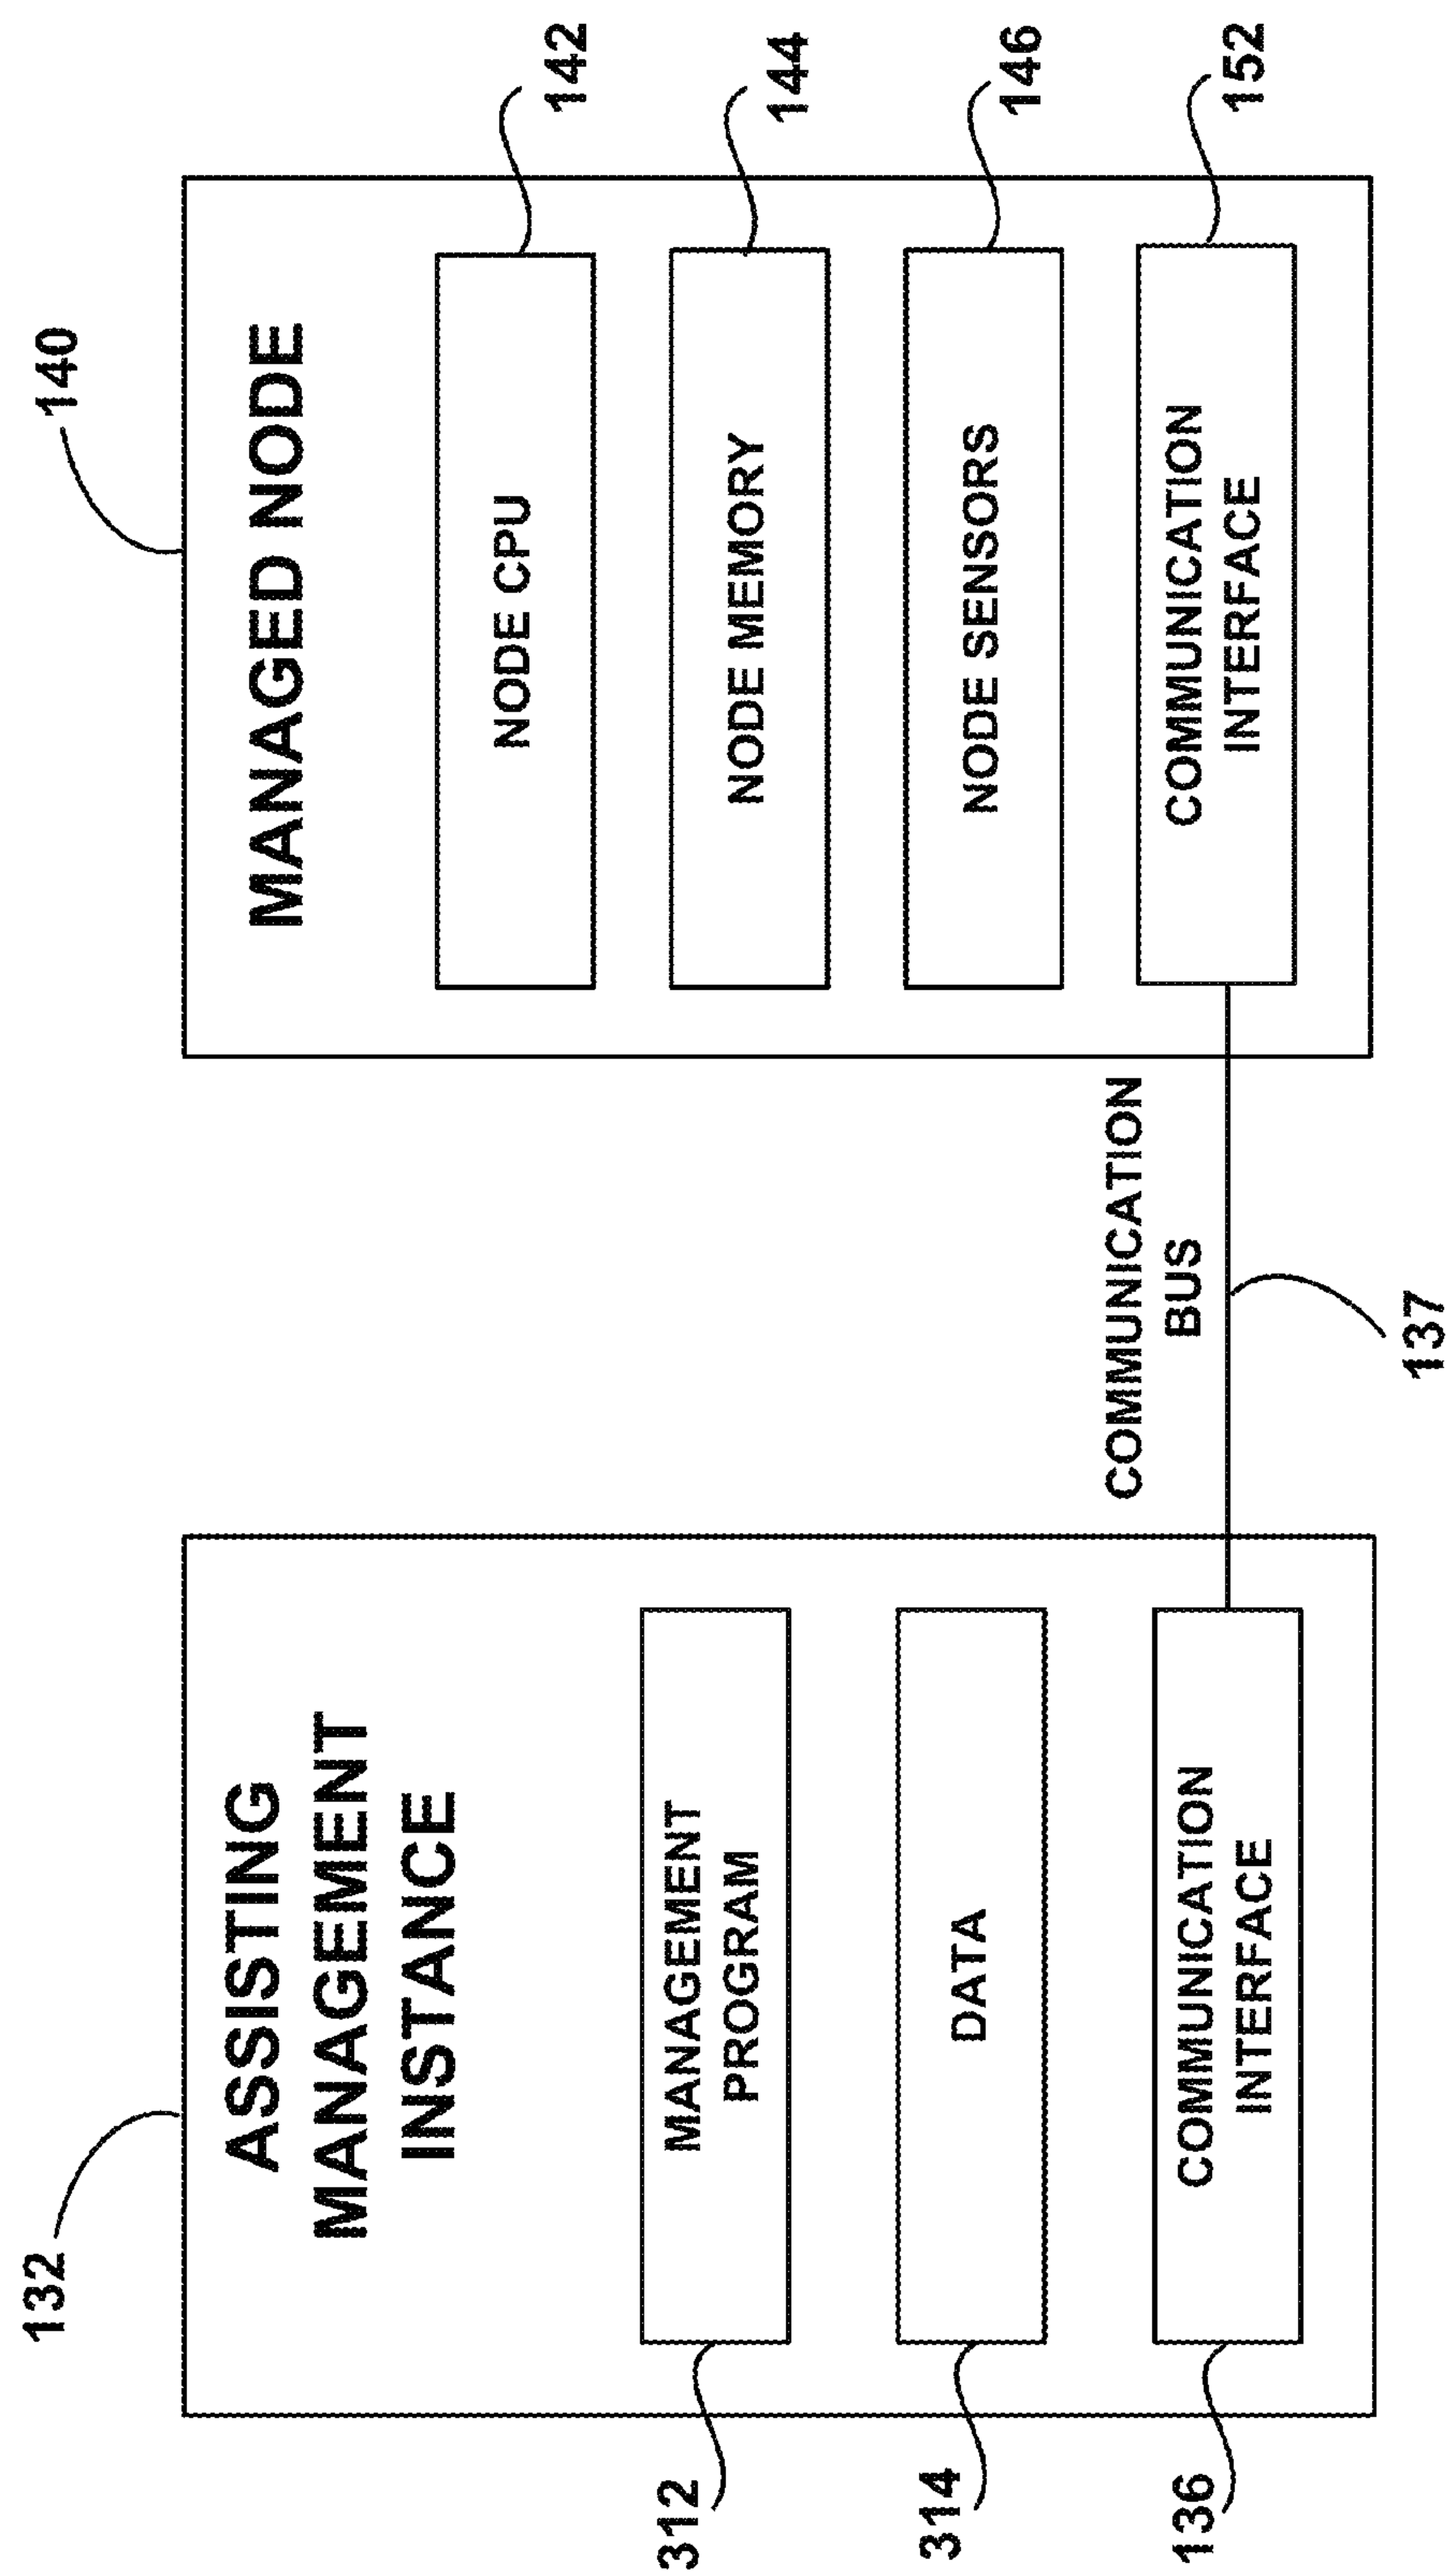 132
ASSISTING
MANAGEMENT
INSTANCE
312
MANAGEMENT
PROGRAM
314
DATA
136
COMMUNICATION
INTERFACE
COMMUNICATION
BUS
137
140
MANAGED NODE
NODE CPU
142
NODE MEMORY
144
NODE SENSORS
146
COMMUNICATION
INTERFACE
152